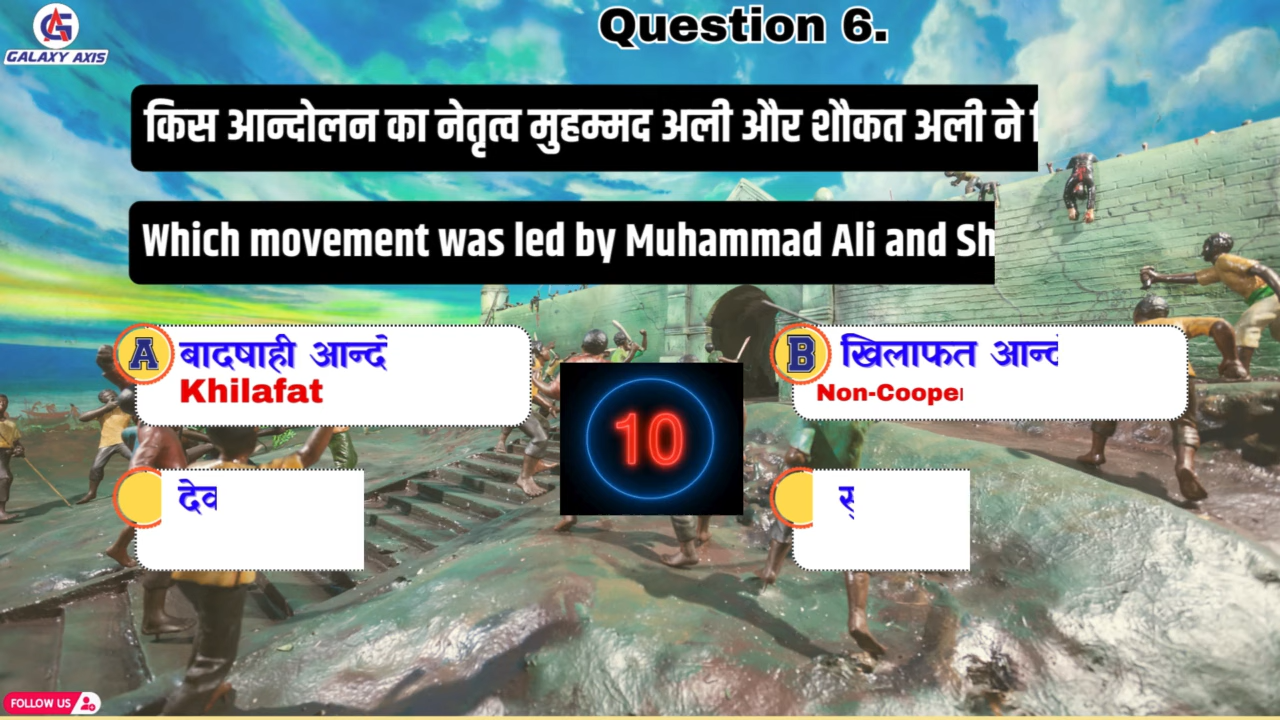 GALAXY AXIS
Question 6.
किस आन्दोलन का नेतृत्व मुहम्मद अली और शौकत अली ने
Which movement was led by Muhammad Ali and Sh
A बादषाही आन्दो
Khilafat
B खिलाफत आन्द
Non-Cooper
10
देव
FOLLOW US